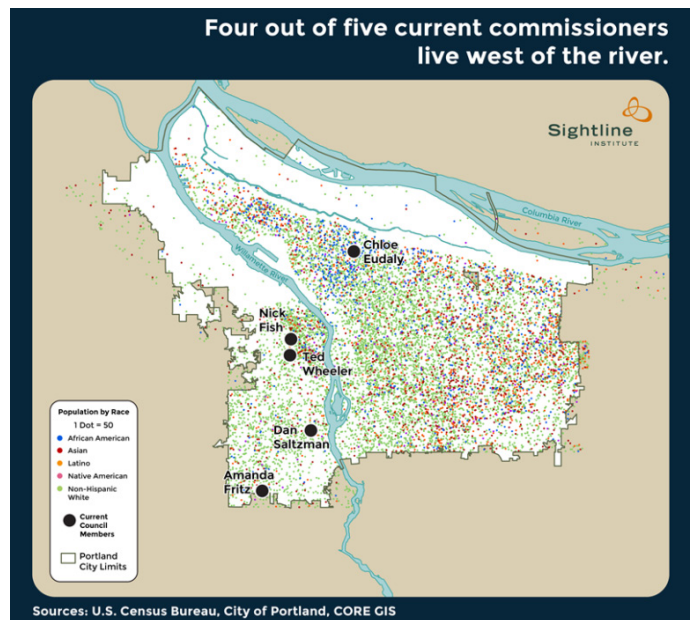 Four out of five current commissioners
live west of the river.
Sightline
INSTITUTE
Columbia River
Chloe
Eudaly
Willamette River
Nick
Fish
Ted
Wheeler
Dan
Saltzman
Amanda
Fritz
Population by Race
1 Dot = 50
African American
Asian
Latino
Native American
Non-Hispanic
White
Current
Council
Members
Portland
City Limits
Sources: U.S. Census Bureau, City of Portland, CORE GIS